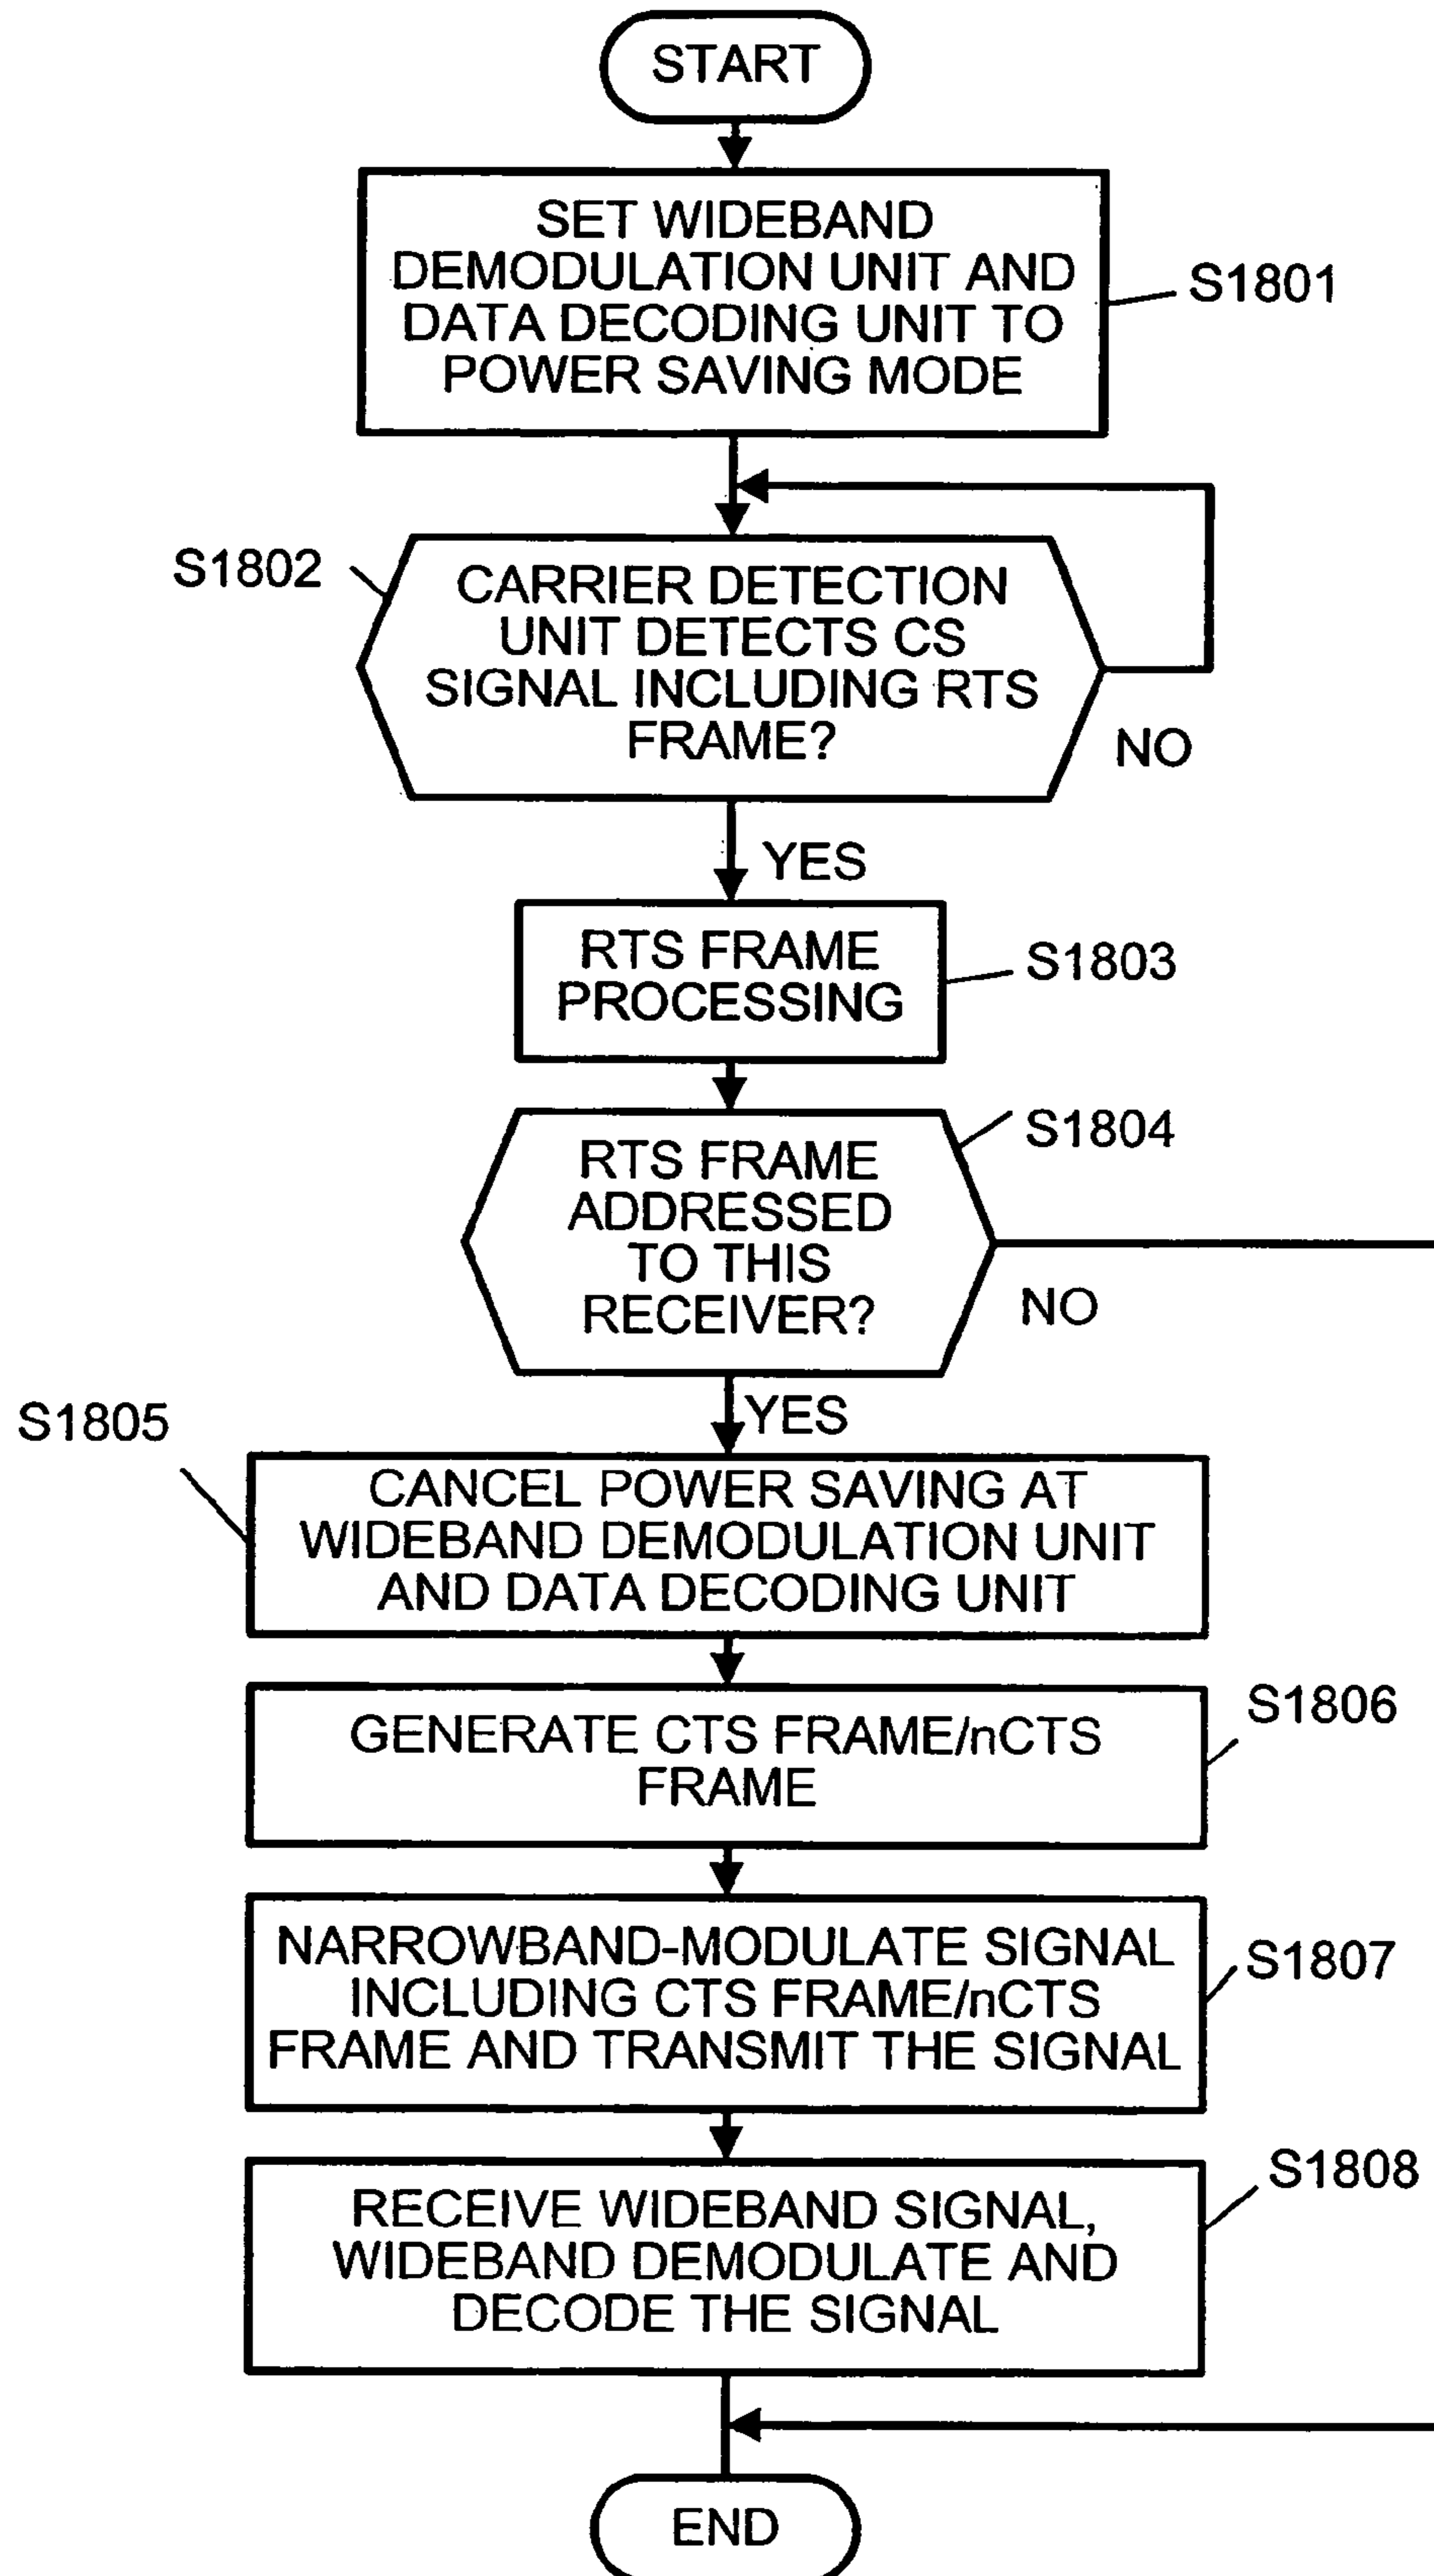 START
SET WIDEBAND
DEMODULATION UNIT AND
DATA DECODING UNIT TO
POWER SAVING MODE
S1801
S1802
CARRIER DETECTION
UNIT DETECTS CS
SIGNAL INCLUDING RTS
FRAME?
NO
YES
RTS FRAME
PROCESSING
S1803
S1804
RTS FRAME
ADDRESSED
TO THIS
RECEIVER?
NO
YES
S1805
CANCEL POWER SAVING AT
WIDEBAND DEMODULATION UNIT
AND DATA DECODING UNIT
S1806
GENERATE CTS FRAME/nCTS
FRAME
NARROWBAND-MODULATE SIGNAL
INCLUDING CTS FRAME/nCTS
FRAME AND TRANSMIT THE SIGNAL
S1807
S1808
RECEIVE WIDEBAND SIGNAL,
WIDEBAND DEMODULATE AND
DECODE THE SIGNAL
END